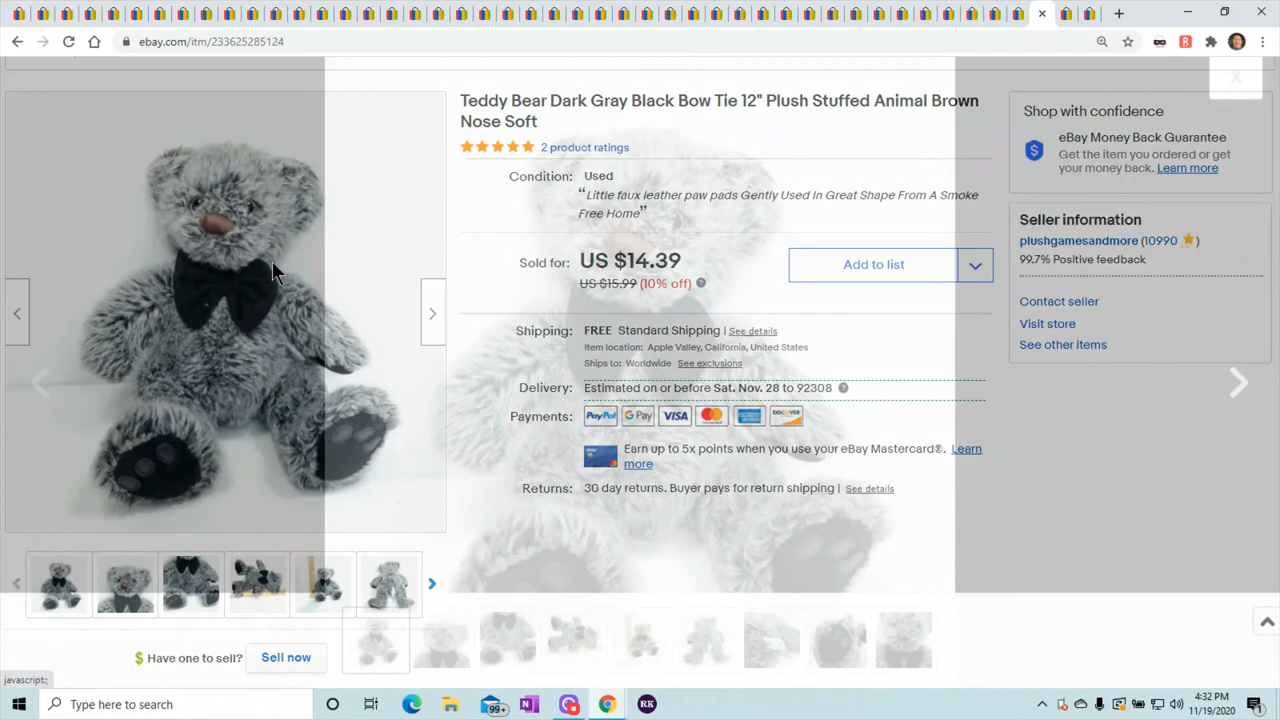 ebay.com/itm/233625285124
Teddy Bear Dark Gray Black Bow Tie 12" Plush Stuffed Animal Brown
Nose Soft
2 product ratings
Condition: Used
“Little faux leather paw pads Gently Used In Great Shape From A Smoke
Free Home”
Sold for: US $14.39
US $15.99 (10% off)
Add to list
Shipping: FREE Standard Shipping | See details
Item location: Apple Valley, California, United States
Ships to: Worldwide See exclusions
Delivery: Estimated on or before Sat. Nov. 28 to 92308
Payments: PayPal G Pay VISA DISCOVER
Earn up to 5x points when you use your eBay Mastercard®. Learn
more
Returns: 30 day returns. Buyer pays for return shipping | See details
Shop with confidence
eBay Money Back Guarantee
Get the item you ordered or get
your money back. Learn more
Seller information
plushgamesandmore (10990 )
99.7% Positive feedback
Contact seller
Visit store
See other items
$ Have one to sell? Sell now
javascript:;
Type here to search
99+
RK
4:32 PM
11/19/2020